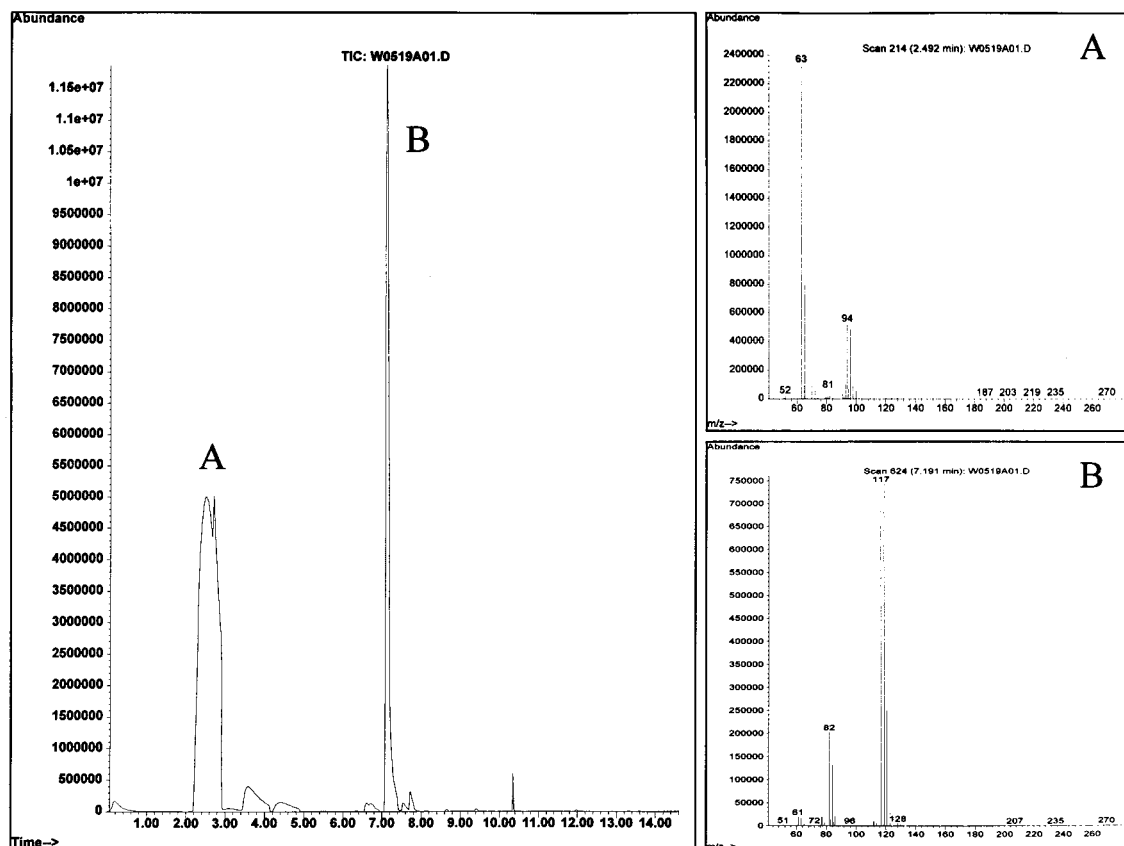 Abundance
TIC: W0519A01.D
1.15e+07
1.1e+07
1.05e+07
1e+07
9500000
9000000
8500000
8000000
7500000
7000000
6500000
6000000
5500000
5000000
4500000
4000000
3500000
3000000
2500000
2000000
1500000
1000000
500000
0
A
B
1.00 2.00 3.00 4.00 5.00 6.00 7.00 8.00 9.00 10.00 11.00 12.00 13.00 14.00
Time-->
Abundance
Scan 214 (2.492 min): W0519A01.D
A
2400000
2200000
2000000
1800000
1600000
1400000
1200000
1000000
800000
600000
400000
200000
0
63
94
52 81 187 203 219 235 270
60 80 100 120 140 160 180 200 220 240 260
m/z-->
Abundance
Scan 624 (7.191 min): W0519A01.D
B
750000
700000
650000
600000
550000
500000
450000
400000
350000
300000
250000
200000
150000
100000
50000
0
117
82
51 61 72 96 128 207 235 270
60 80 100 120 140 160 180 200 220 240 260
m/z-->